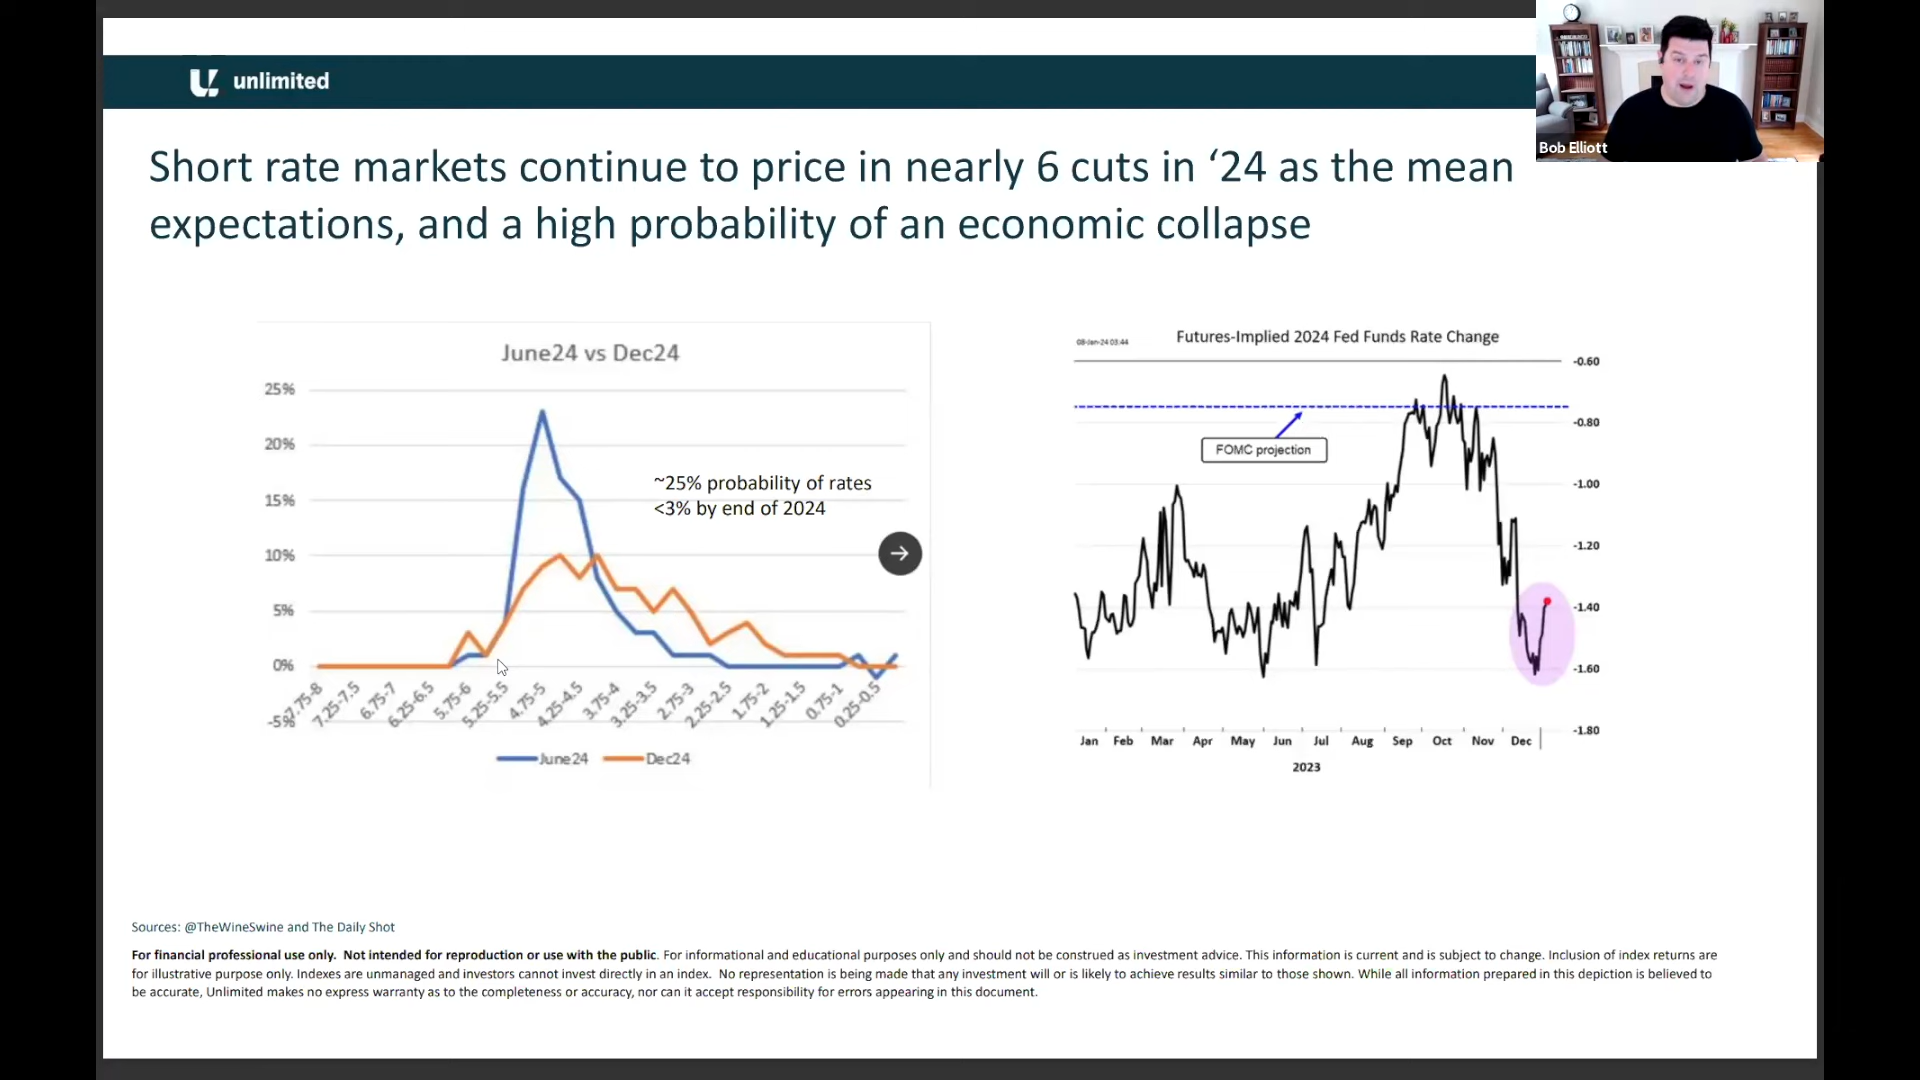 unlimited
Bob Elliott
Short rate markets continue to price in nearly 6 cuts in ‘24 as the mean
expectations, and a high probability of an economic collapse
June24 vs Dec24
25%
20%
15%
10%
5%
0%
-5%
~25% probability of rates
<3% by end of 2024
7.75-8
7.25-7.5
6.75-7
6.25-6.5
5.75-6
5.25-5.5
4.75-5
4.25-4.5
3.75-4
3.25-3.5
2.75-3
2.25-2.5
1.75-2
1.25-1.5
0.75-1
0.25-0.5
June24 Dec24
08-Jan-24 03:44
Futures-Implied 2024 Fed Funds Rate Change
-0.60
-0.80
-1.00
-1.20
-1.40
-1.60
-1.80
FOMC projection
Jan Feb Mar Apr May Jun Jul Aug Sep Oct Nov Dec
2023
Sources: @TheWineSwine and The Daily Shot
For financial professional use only. Not intended for reproduction or use with the public. For informational and educational purposes only and should not be construed as investment advice. This information is current and is subject to change. Inclusion of index returns are
for illustrative purpose only. Indexes are unmanaged and investors cannot invest directly in an index. No representation is being made that any investment will or is likely to achieve results similar to those shown. While all information prepared in this depiction is believed to
be accurate, Unlimited makes no express warranty as to the completeness or accuracy, nor can it accept responsibility for errors appearing in this document.